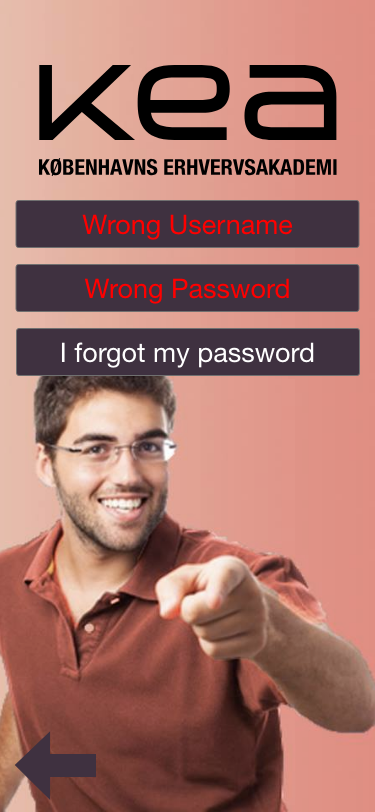 kea
KØBENHAVNS ERHVERVSAKADEMI
Wrong Username
Wrong Password
I forgot my password